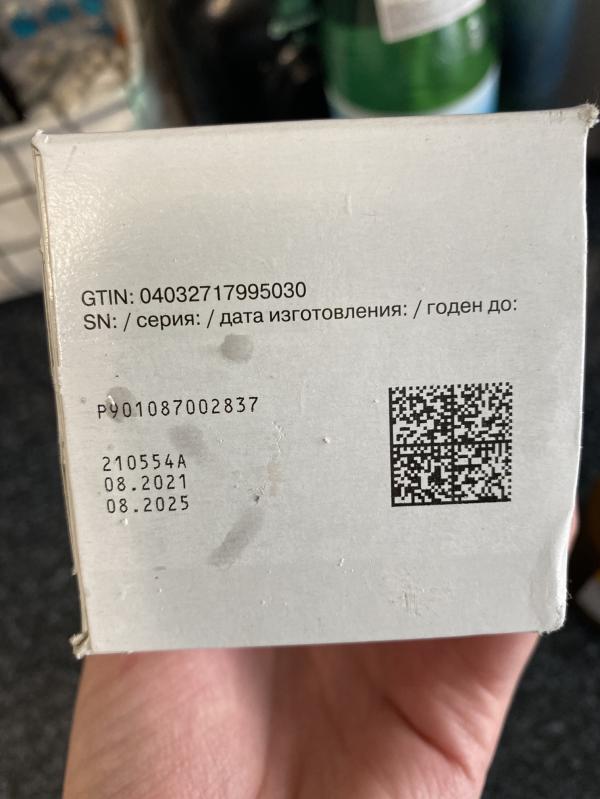 GTIN: 04032717995030
SN: / серия: / дата изготовления: / годен до:
P901087002837
210554A
08.2021
08.2025